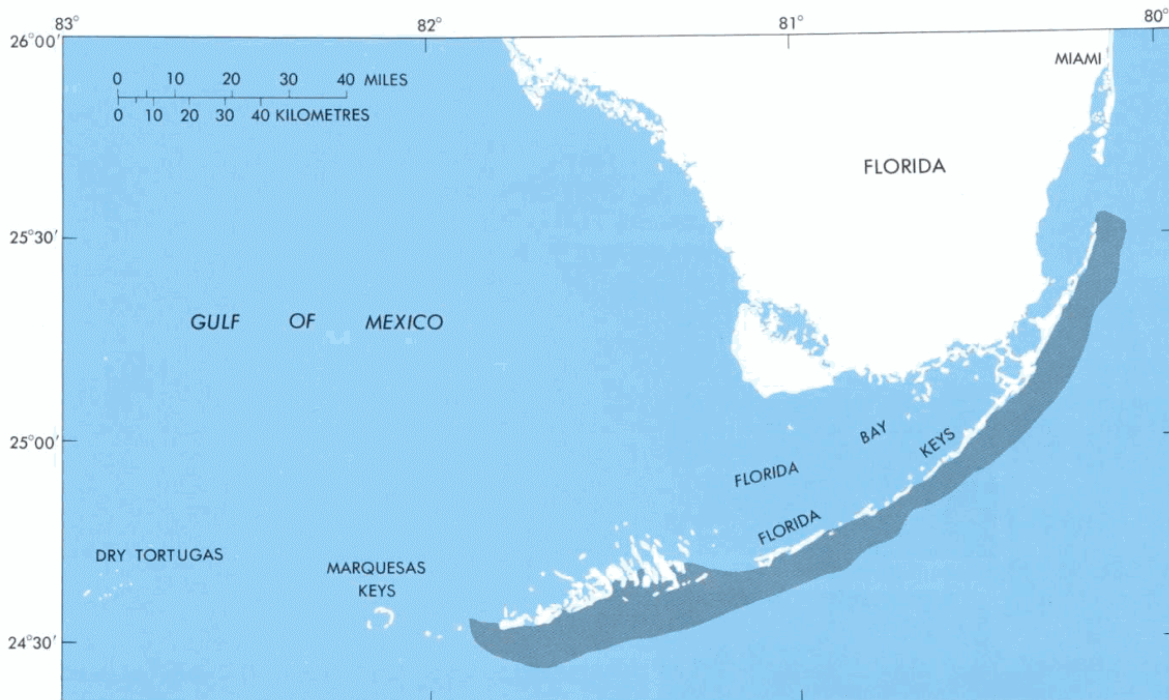 83°
82°
81°
80°
26°00'
0 10 20 30 40 MILES
0 10 20 30 40 KILOMETRES
MIAMI
FLORIDA
25°30'
GULF OF MEXICO
25°00'
FLORIDA BAY
FLORIDA KEYS
DRY TORTUGAS
MARQUESAS
KEYS
24°30'